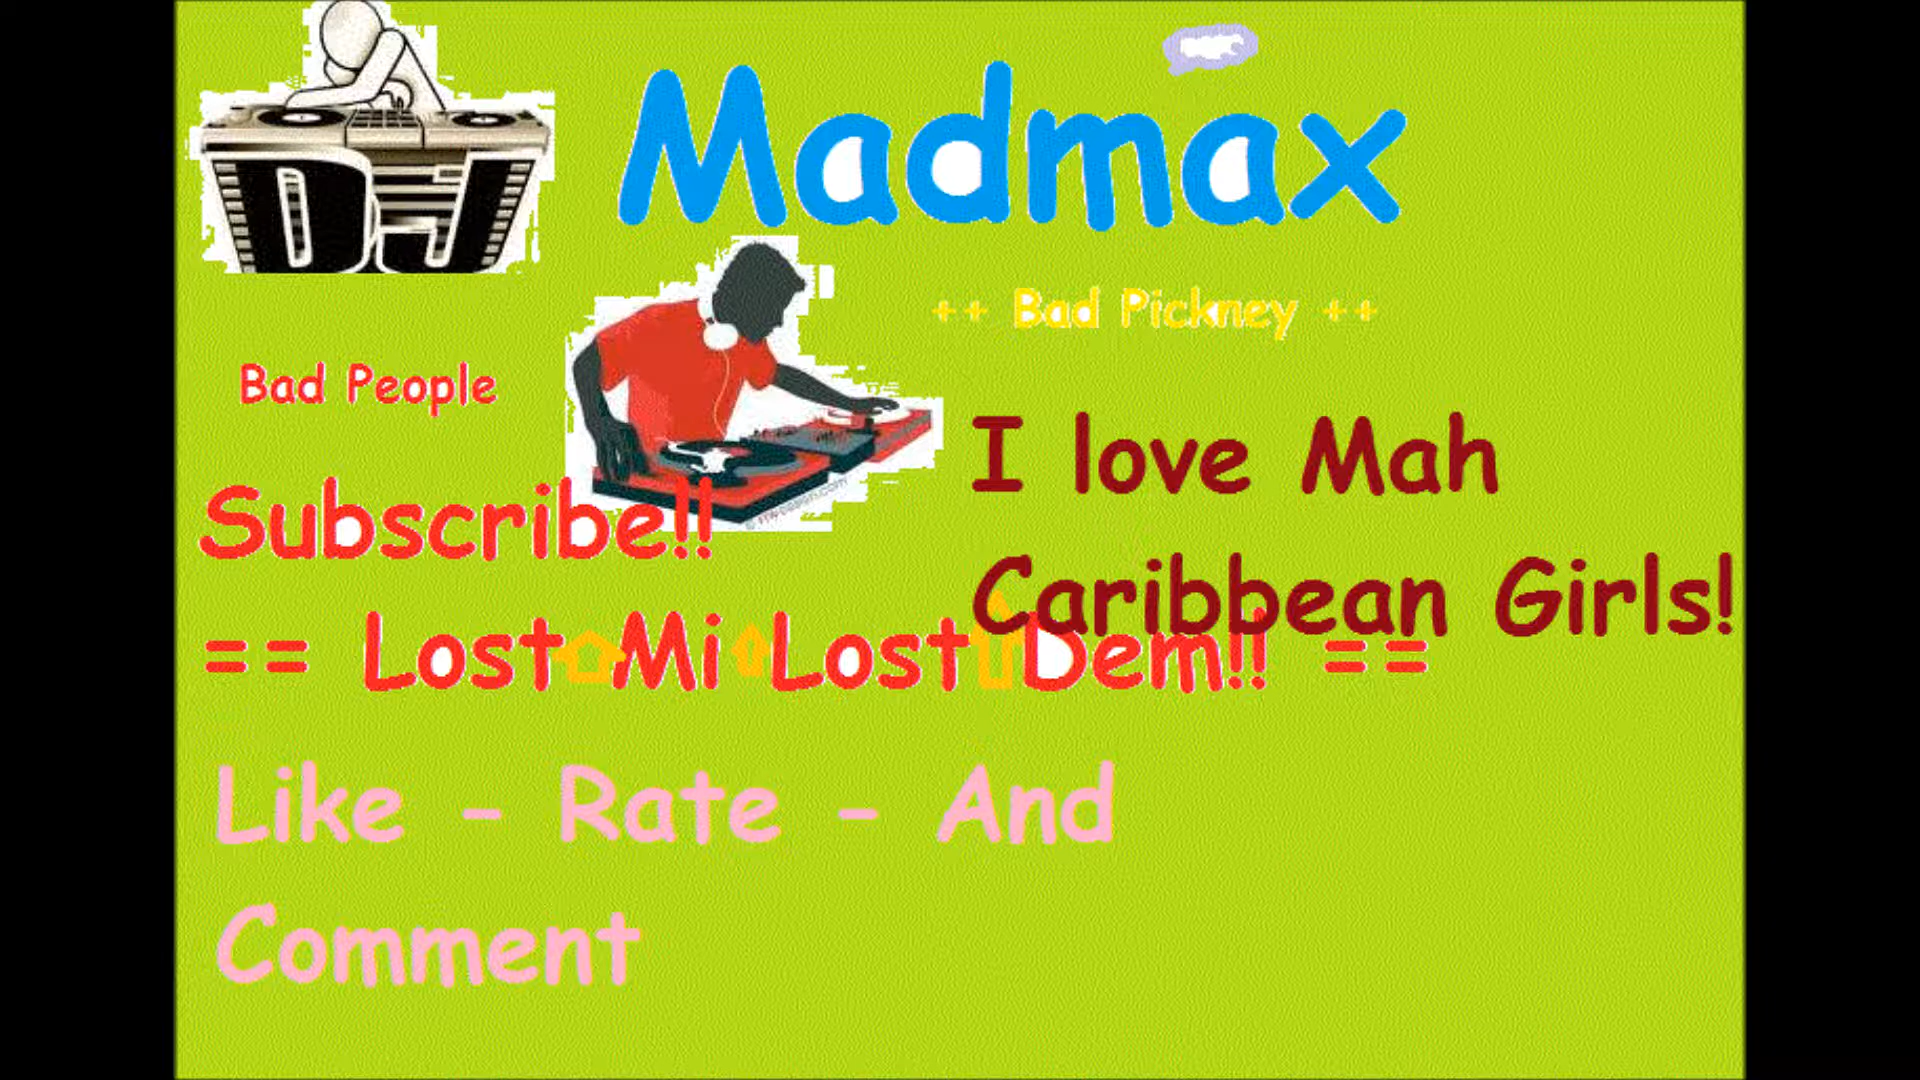 DJ
Madmax
++ Bad Pickney ++
Bad People
I love Mah
Caribbean Girls!
Subscribe!!
== Lost Mi Lost Dem!! ==
Like - Rate - And
Comment